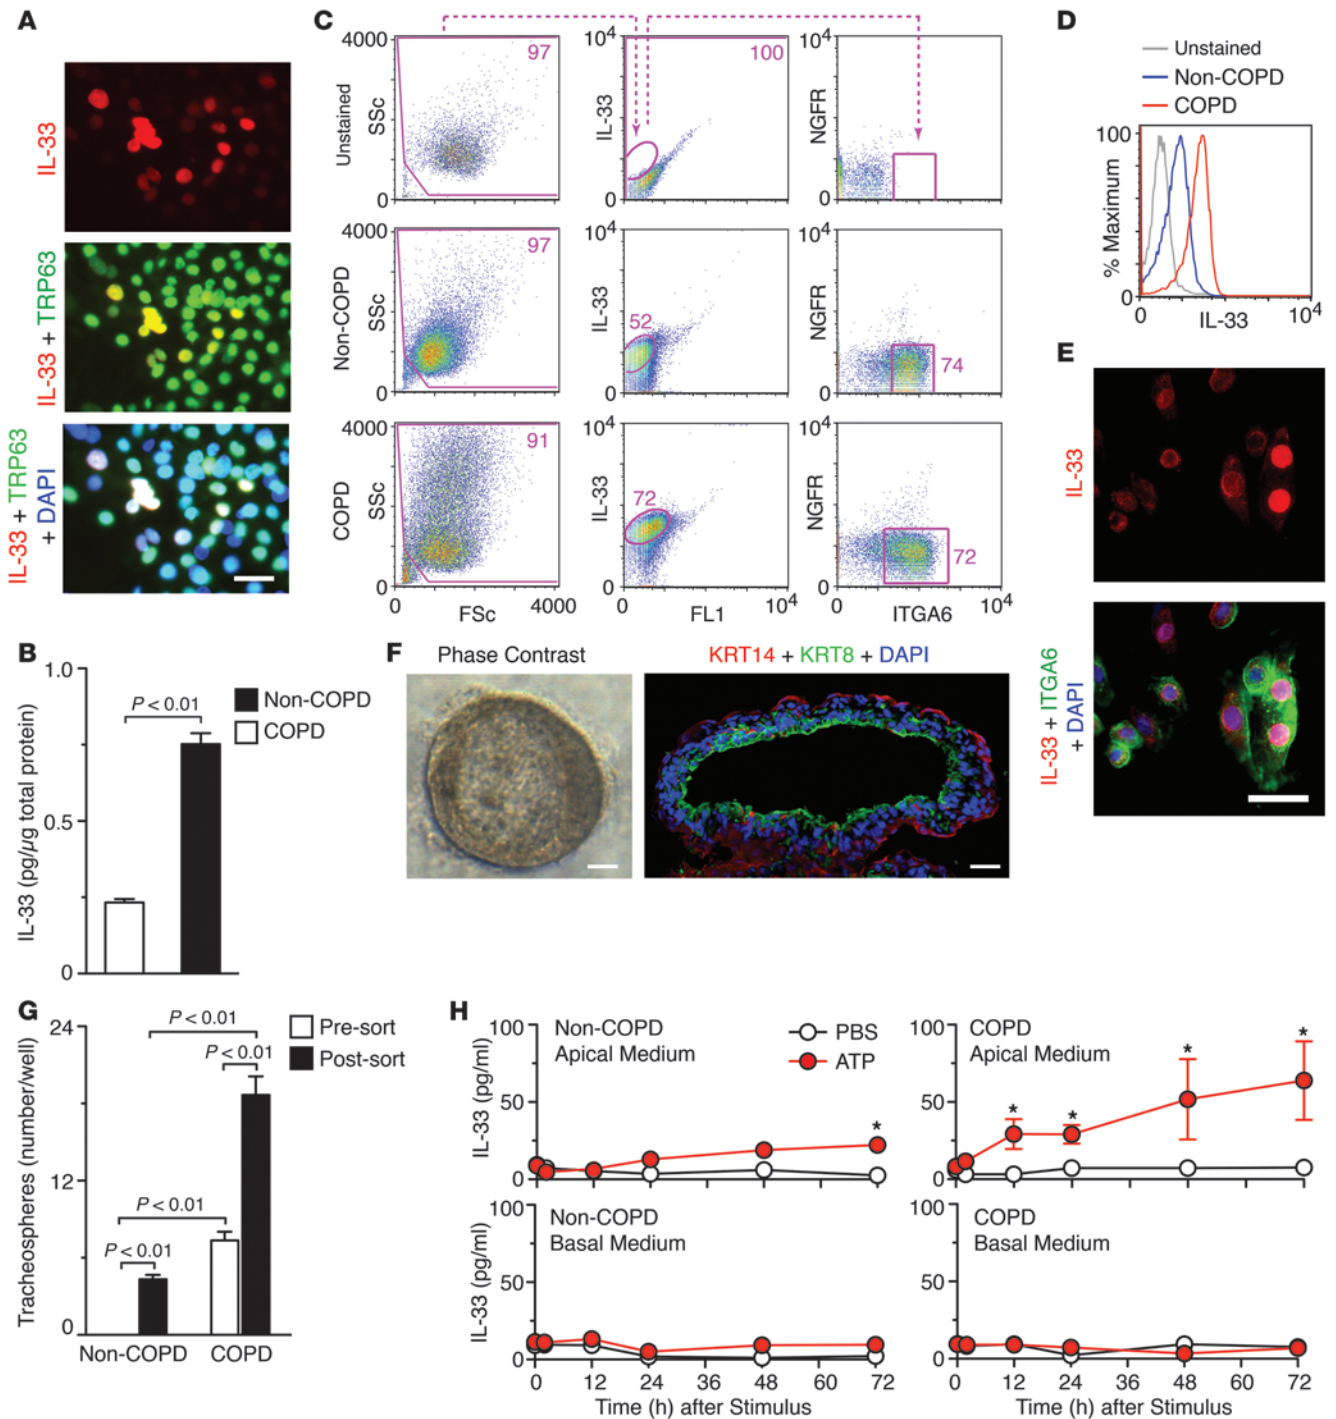 A
IL-33
IL-33 + TRP63
IL-33 + TRP63
+ DAPI
B
1.0
0.5
0
IL-33 (pg/µg total protein)
P < 0.01
Non-COPD
COPD
C
Unstained
SSc
4000
0
97
IL-33
10⁴
0
100
NGFR
10⁴
0
Non-COPD
SSc
4000
0
97
IL-33
10⁴
0
52
NGFR
10⁴
0
74
COPD
SSc
4000
0
91
IL-33
10⁴
0
72
NGFR
10⁴
0
72
0
FSc
4000
0
FL1
10⁴
0
ITGA6
10⁴
D
Unstained
Non-COPD
COPD
100
0
% Maximum
0
IL-33
10⁴
E
IL-33
IL-33 + ITGA6
+ DAPI
F
Phase Contrast
KRT14 + KRT8 + DAPI
G
24
12
0
Tracheospheres (number/well)
P < 0.01
P < 0.01
P < 0.01
P < 0.01
Pre-sort
Post-sort
Non-COPD
COPD
H
100
50
0
IL-33 (pg/ml)
Non-COPD
Apical Medium
*
PBS
ATP
100
50
0
COPD
Apical Medium
*
*
*
*
100
50
0
IL-33 (pg/ml)
Non-COPD
Basal Medium
0 12 24 36 48 60 72
Time (h) after Stimulus
100
50
0
COPD
Basal Medium
0 12 24 36 48 60 72
Time (h) after Stimulus